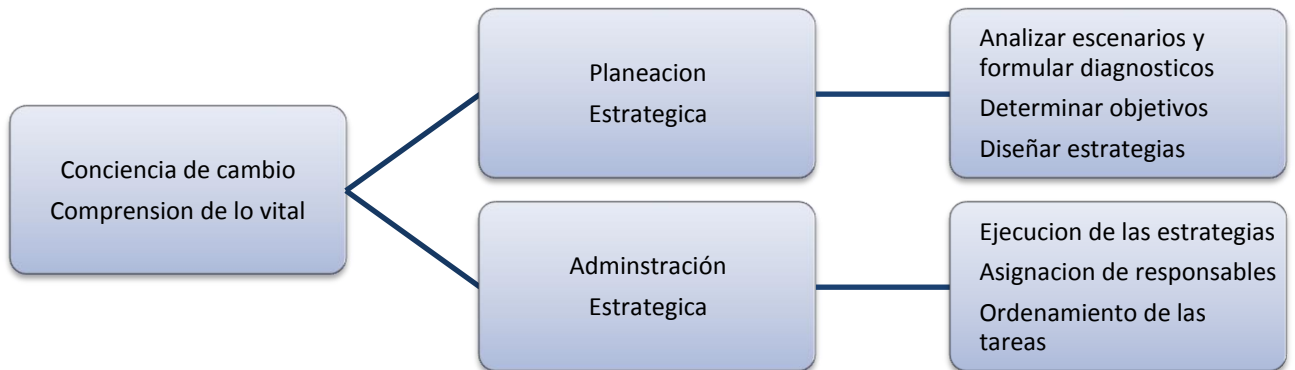 Conciencia de cambio
Comprension de lo vital
Planeacion
Estrategica
Analizar escenarios y
formular diagnosticos
Determinar objetivos
Diseñar estrategias
Adminstración
Estrategica
Ejecucion de las estrategias
Asignacion de responsables
Ordenamiento de las
tareas